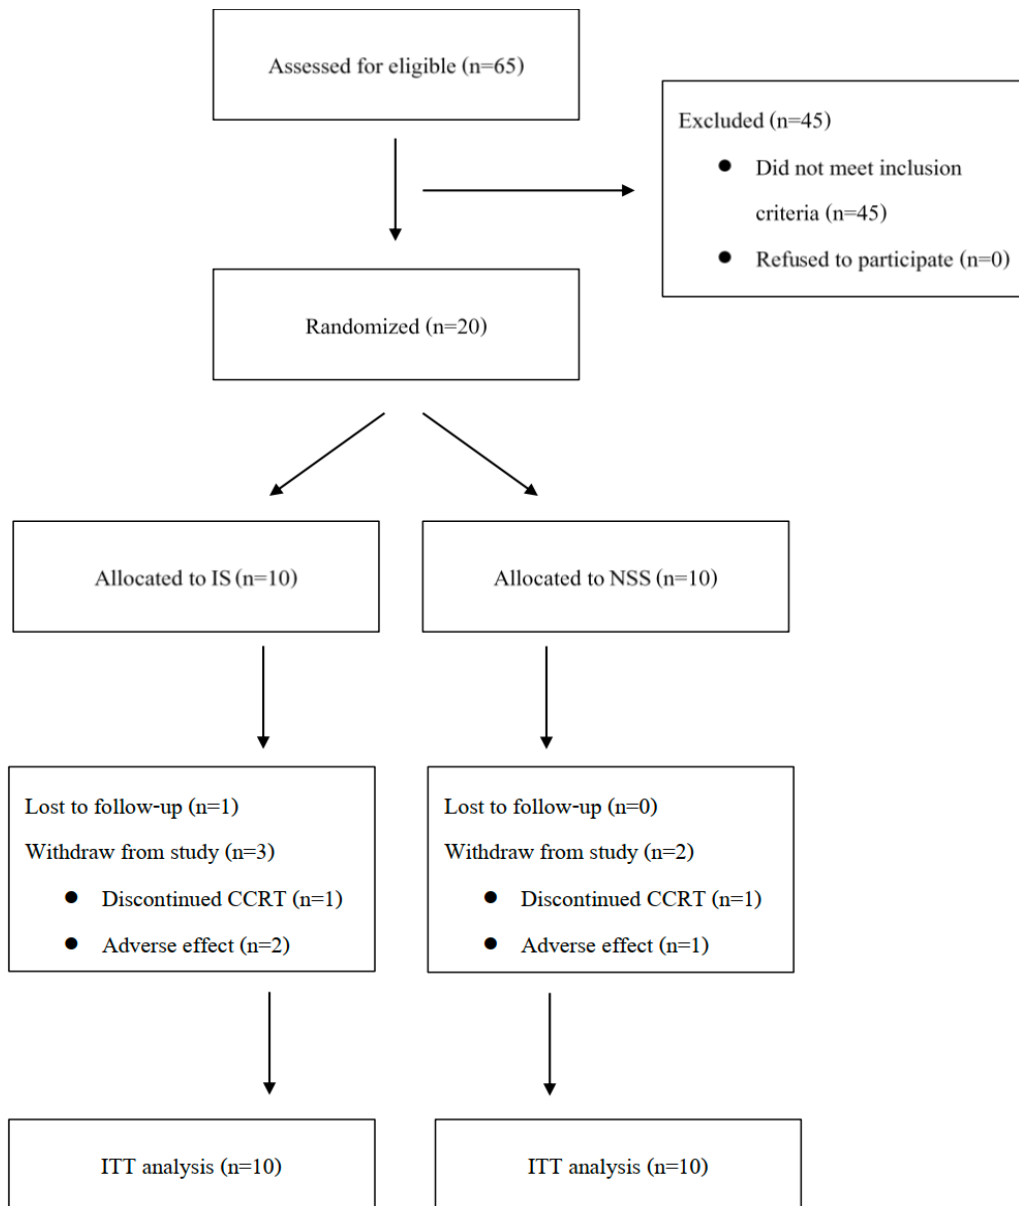 Assessed for eligible (n=65)
Excluded (n=45)
● Did not meet inclusion
criteria (n=45)
● Refused to participate (n=0)
Randomized (n=20)
Allocated to IS (n=10)
Allocated to NSS (n=10)
Lost to follow-up (n=1)
Withdraw from study (n=3)
● Discontinued CCRT (n=1)
● Adverse effect (n=2)
Lost to follow-up (n=0)
Withdraw from study (n=2)
● Discontinued CCRT (n=1)
● Adverse effect (n=1)
ITT analysis (n=10)
ITT analysis (n=10)